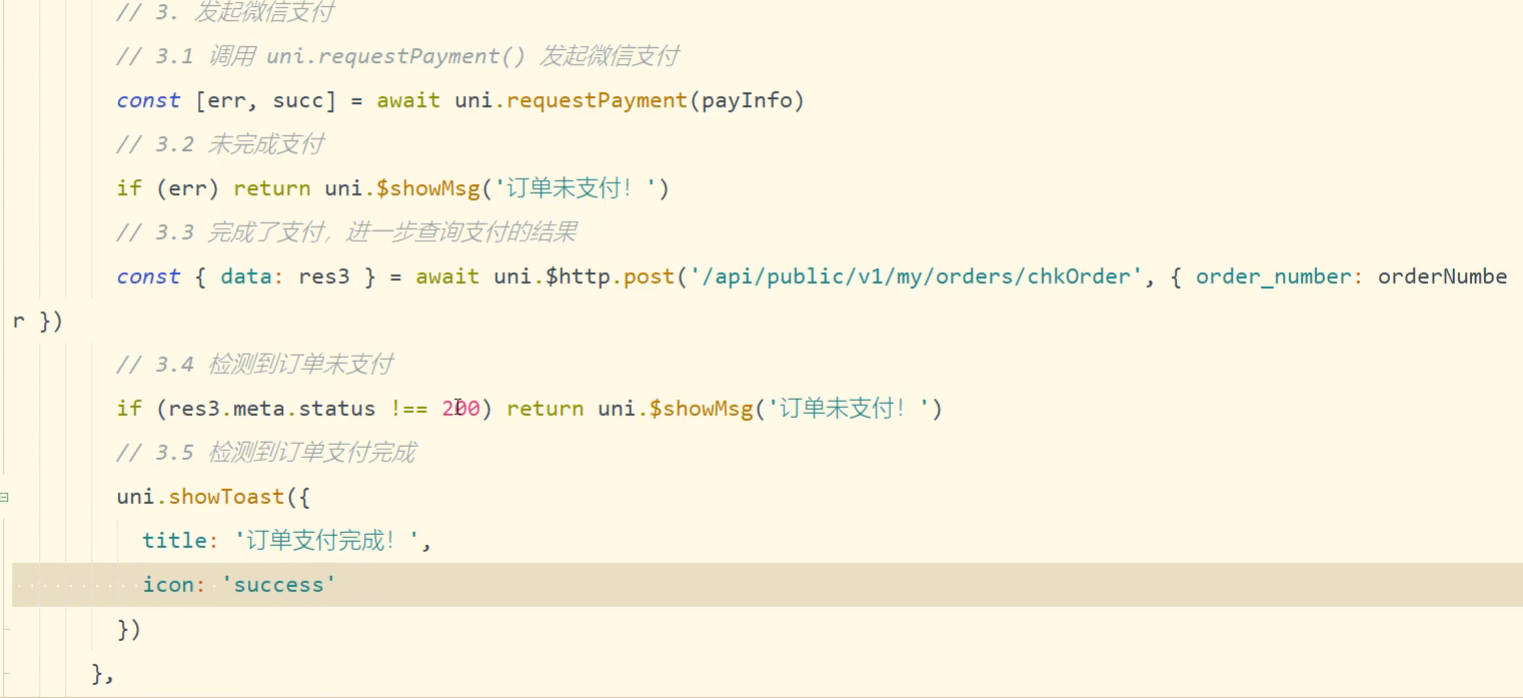 // 3. 发起微信支付
// 3.1 调用 uni.requestPayment() 发起微信支付
const [err, succ] = await uni.requestPayment(payInfo)
// 3.2 未完成支付
if (err) return uni.$showMsg('订单未支付！')
// 3.3 完成了支付，进一步查询支付的结果
const { data: res3 } = await uni.$http.post('/api/public/v1/my/orders/chkOrder', { order_number: orderNumbe
r })
// 3.4 检测到订单未支付
if (res3.meta.status !== 200) return uni.$showMsg('订单未支付！')
// 3.5 检测到订单支付完成
uni.showToast({
title: '订单支付完成！',
icon: 'success'
})
},